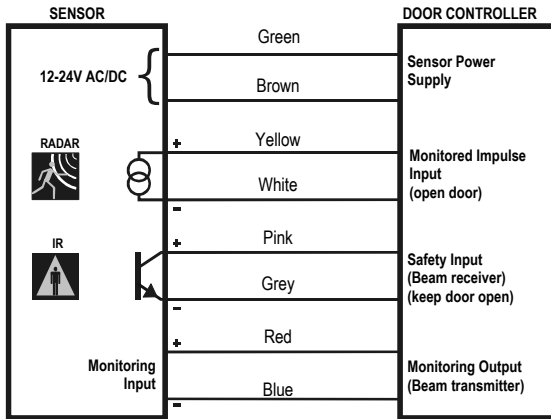 SENSOR
DOOR CONTROLLER
Green
12-24V AC/DC
Sensor Power
Supply
Brown
RADAR
+
Yellow
Monitored Impulse
Input
(open door)
White
-
IR
+
Pink
Safety Input
(Beam receiver)
(keep door open)
Grey
-
+
Red
Monitoring
Input
Monitoring Output
(Beam transmitter)
Blue
-